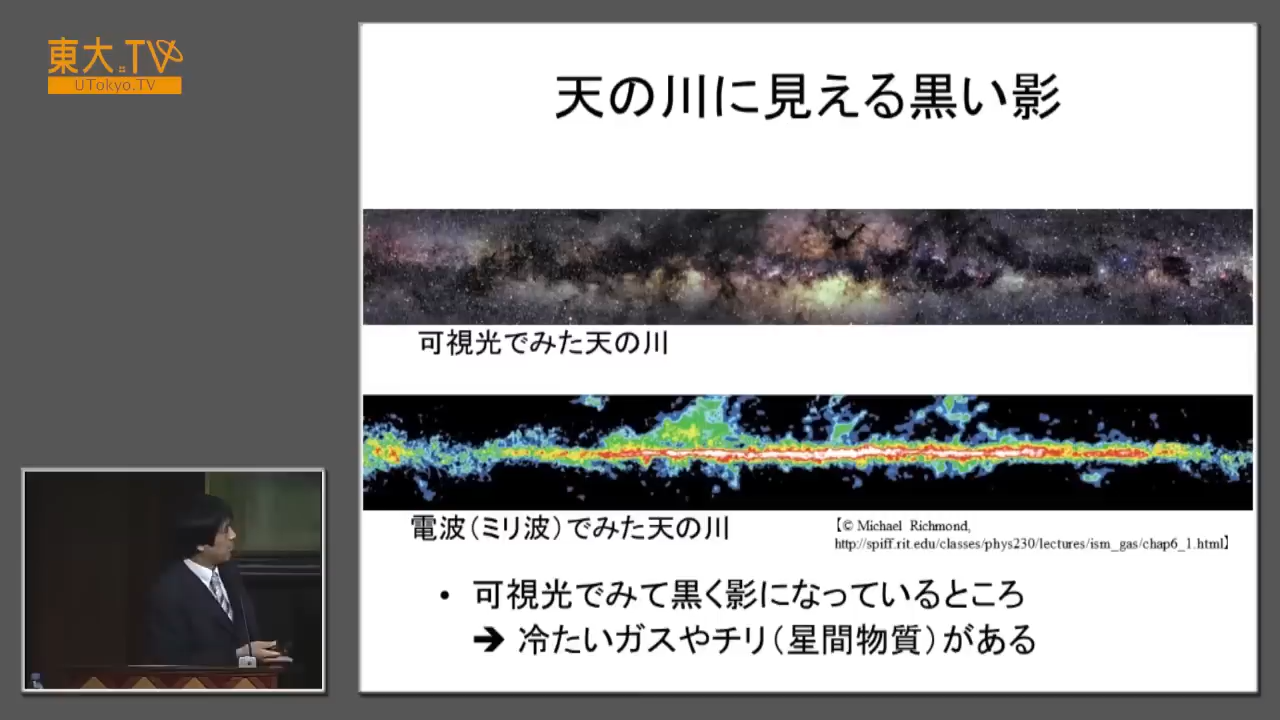 東大.TV
UTokyo.TV
天の川に見える黒い影
可視光でみた天の川
電波(ミリ波)でみた天の川
【© Michael Richmond,
http://spiff.rit.edu/classes/phys230/lectures/ism_gas/chap6_1.html】
• 可視光でみて黒く影になっているところ
➔ 冷たいガスやチリ(星間物質)がある